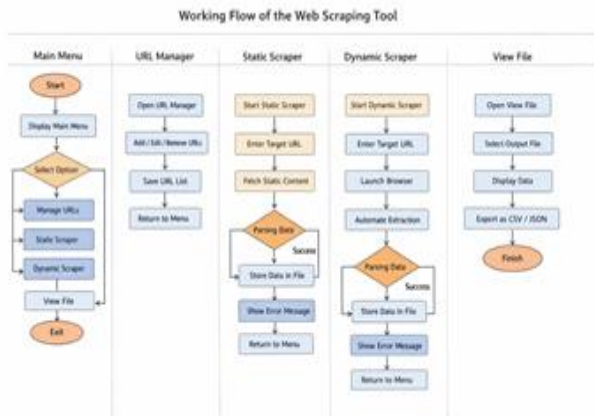 Working Flow of the Web Scraping Tool
Main Menu
Start
Display Main Menu
Select Option
Manage URLs
Static Scraper
Dynamic Scraper
View File
Exit
URL Manager
Open URL Manager
Add / Edit / Remove URLs
Save URL List
Return to Menu
Static Scraper
Start Static Scraper
Enter Target URL
Fetch Static Content
Parsing Data
Success
Store Data in File
Show Error Message
Return to Menu
Dynamic Scraper
Start Dynamic Scraper
Enter Target URL
Launch Browser
Automate Extraction
Parsing Data
Success
Store Data in File
Show Error Message
Return to Menu
View File
Open View File
Select Output File
Display Data
Export as CSV / JSON
Finish